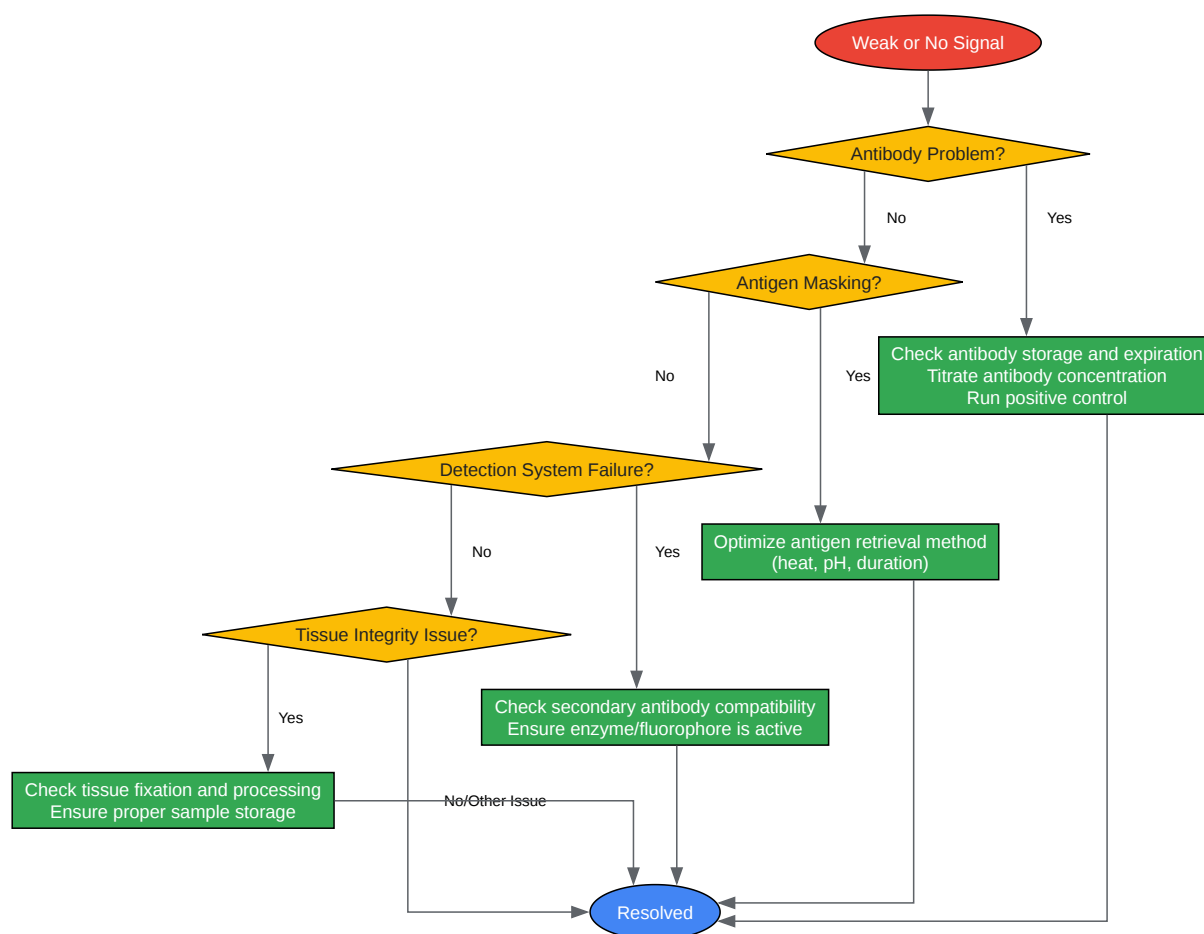 Weak or No Signal
Antibody Problem?
No
Yes
Antigen Masking?
Check antibody storage and expiration
Titrate antibody concentration
Run positive control
No
Yes
Detection System Failure?
Optimize antigen retrieval method
(heat, pH, duration)
No
Yes
Tissue Integrity Issue?
Check secondary antibody compatibility
Ensure enzyme/fluorophore is active
Yes
Check tissue fixation and processing
Ensure proper sample storage
No/Other Issue
Resolved